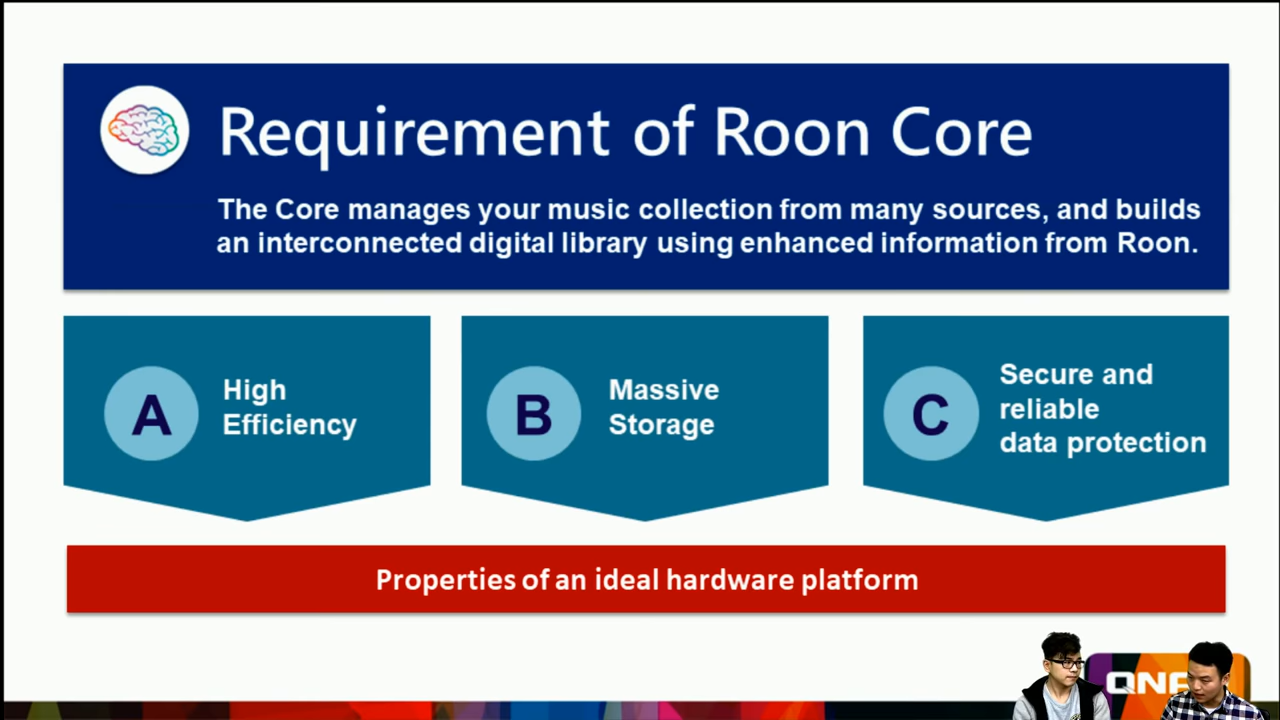 Requirement of Roon Core
The Core manages your music collection from many sources, and builds
an interconnected digital library using enhanced information from Roon.
A
High
Efficiency
B
Massive
Storage
C
Secure and
reliable
data protection
Properties of an ideal hardware platform